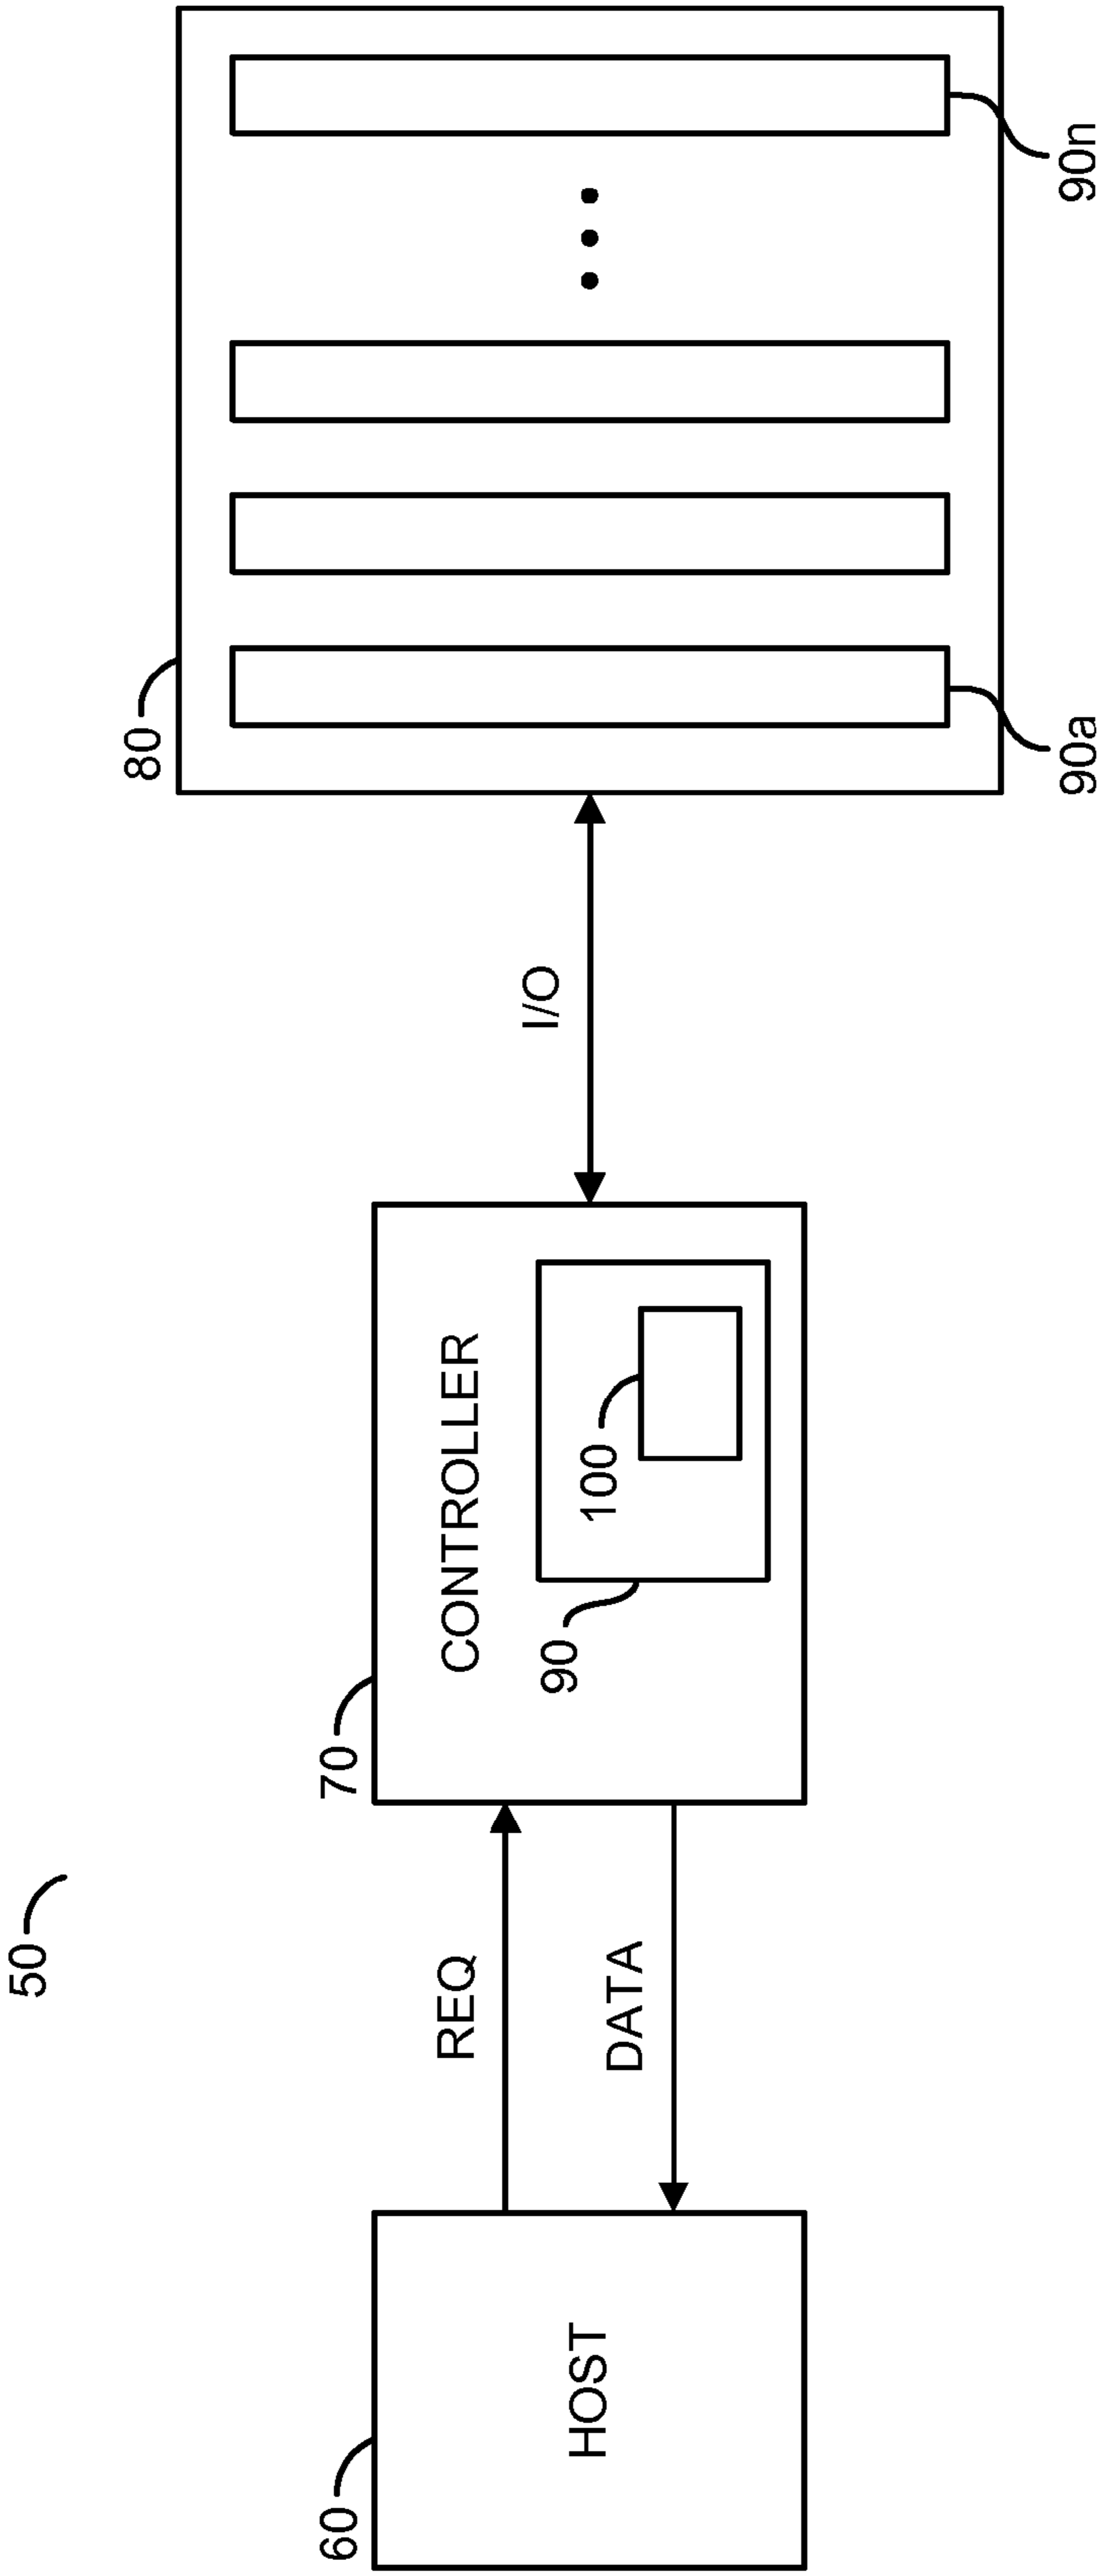 50
60
HOST
REQ
DATA
70
CONTROLLER
90
100
I/O
80
90a
90n